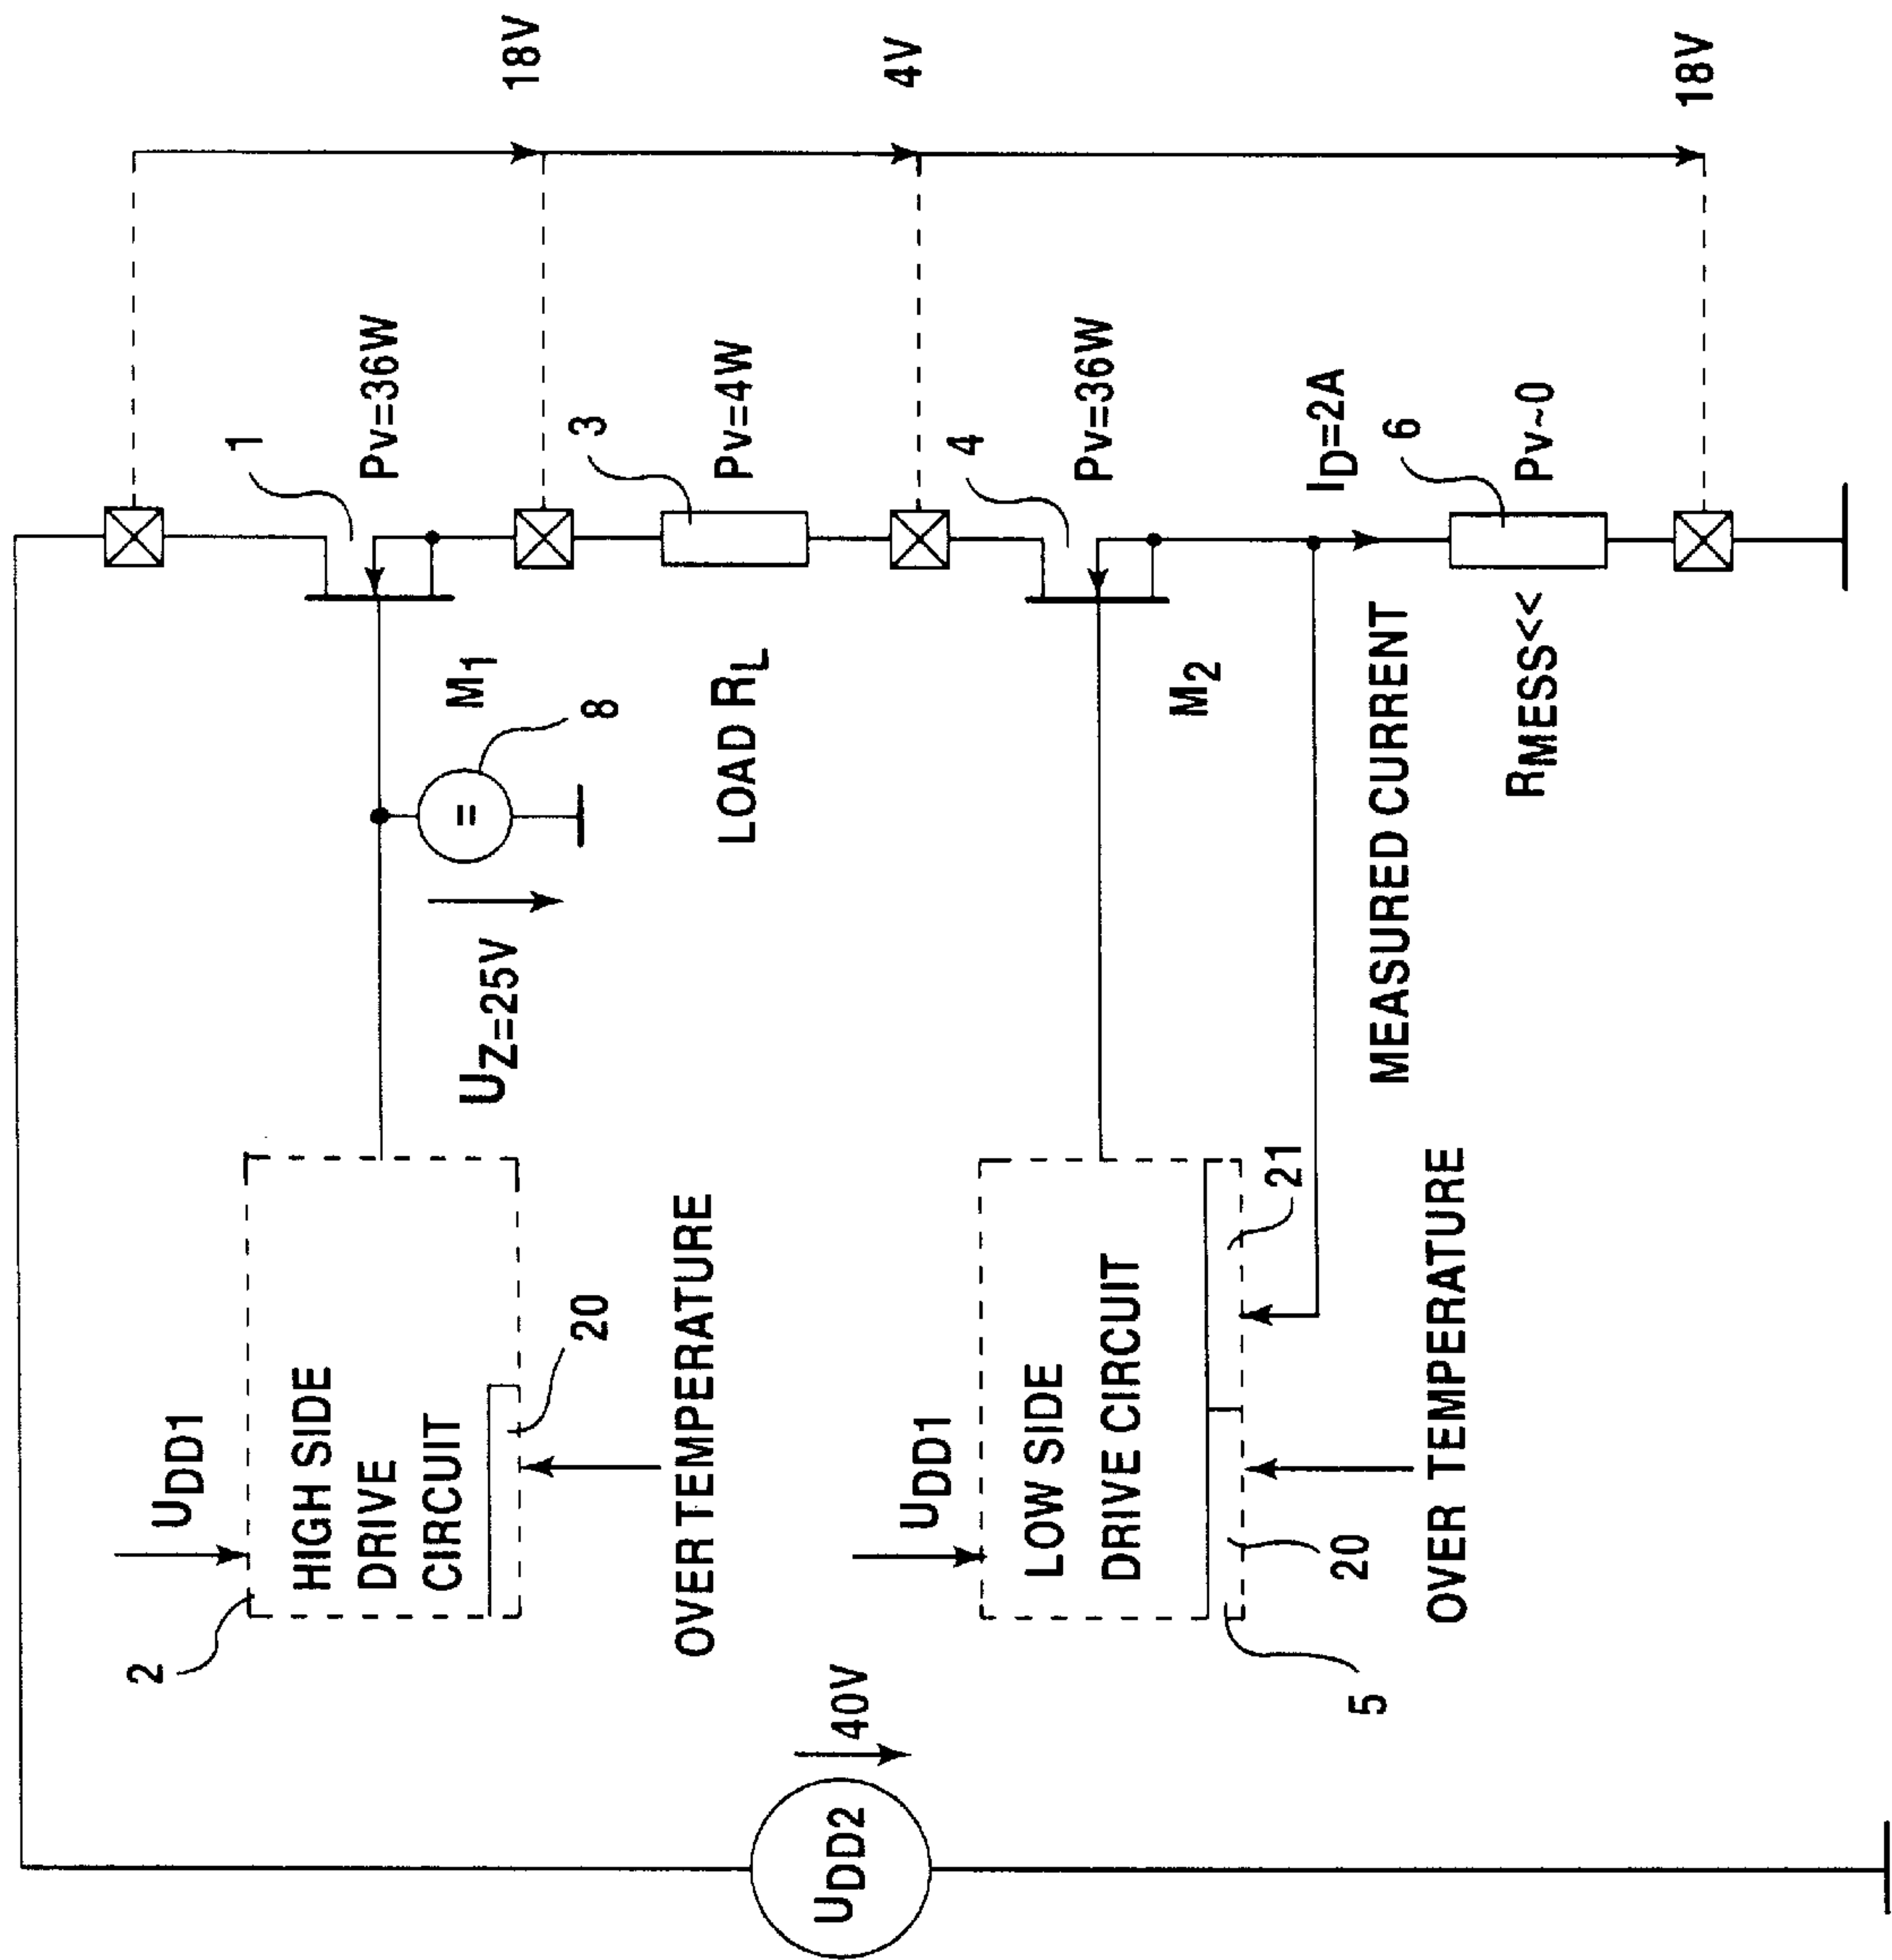 18V
4V
18V
1
Pv=36W
3
Pv=4W
4
Pv=36W
ID=2A
6
Pv~0
M1
8
LOAD RL
M2
MEASURED CURRENT
RMESS<<
UZ=25V
UDD1
2
HIGH SIDE
DRIVE
CIRCUIT
20
OVER TEMPERATURE
UDD1
LOW SIDE
DRIVE CIRCUIT
21
20
5
OVER TEMPERATURE
40V
UDD2
=